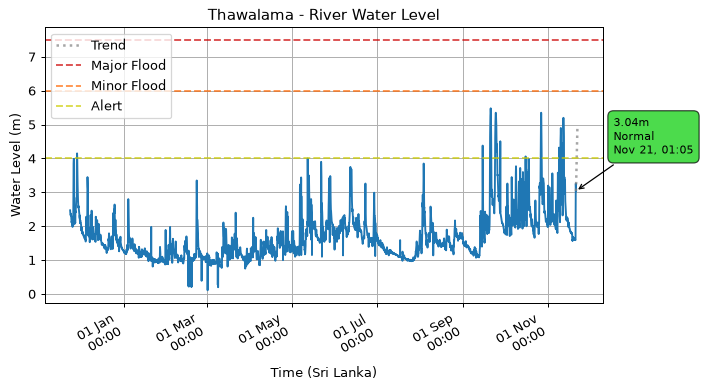 Thawalama - River Water Level
Trend
Major Flood
Minor Flood
Alert
Water Level (m)
7
6
5
4
3
2
1
0
3.04m
Normal
Nov 21, 01:05
01 Jan
00:00
01 Mar
00:00
01 May
00:00
01 Jul
00:00
01 Sep
00:00
01 Nov
00:00
Time (Sri Lanka)